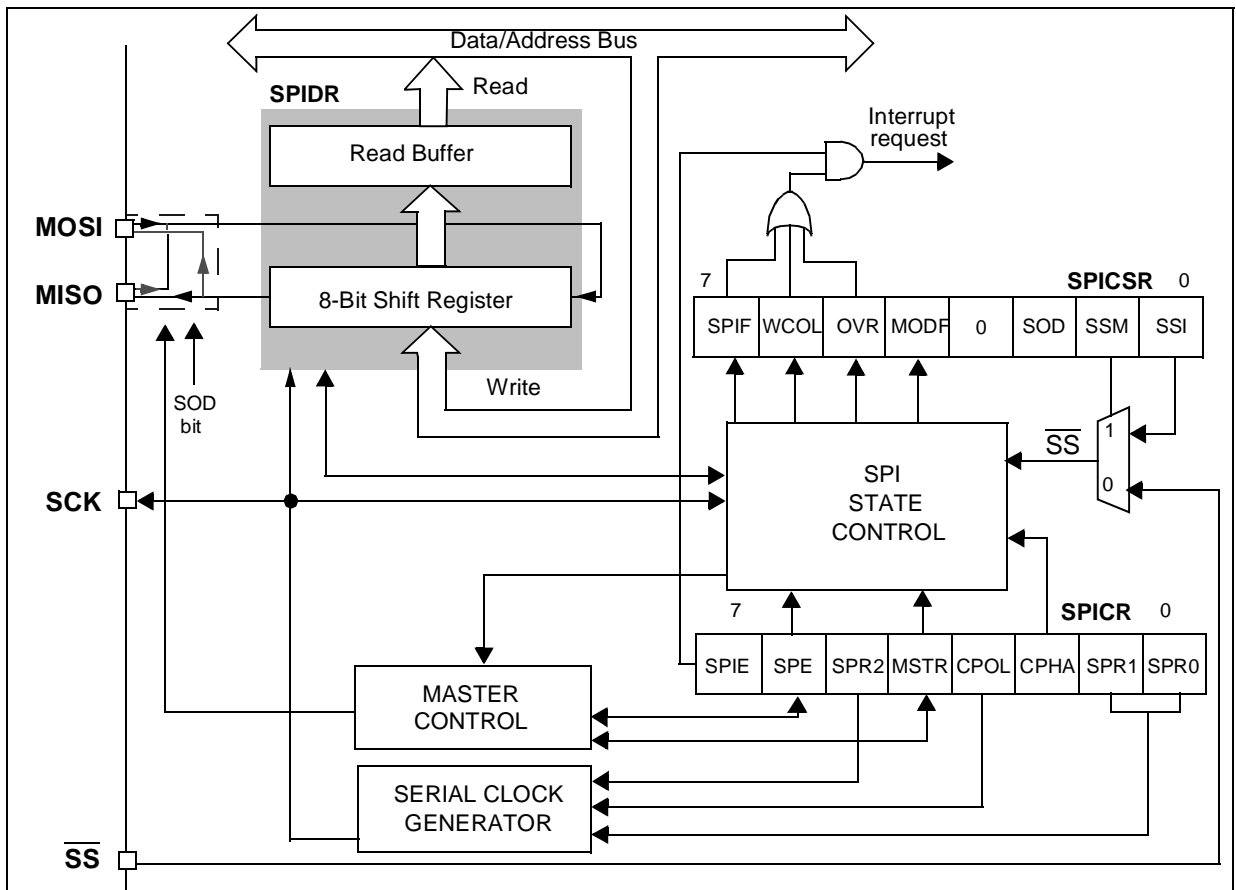 Data/Address Bus
SPIDR
Read
Read Buffer
Interrupt
request
MOSI
MISO
8-Bit Shift Register
7
SPICSR
0
SPIF
WCOL
OVR
MODF
0
SOD
SSM
SSI
Write
SOD
bit
1
SS
0
SCK
SPI
STATE
CONTROL
7
SPICR
0
SPIE
SPE
SPR2
MSTR
CPOL
CPHA
SPR1
SPR0
MASTER
CONTROL
SERIAL CLOCK
GENERATOR
SS